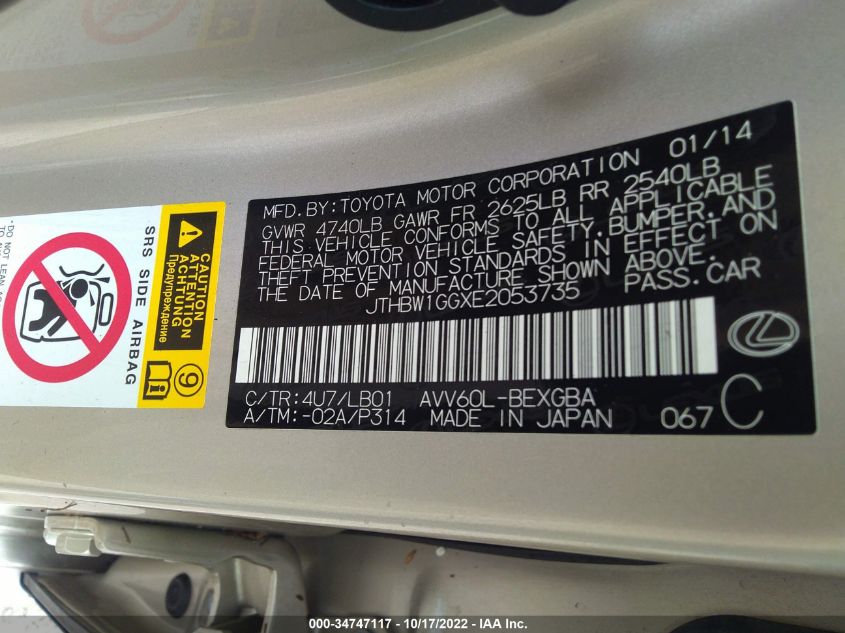 MFD. BY: TOYOTA MOTOR CORPORATION 01/14
GVWR 4740LB GAWR FR 2625LB RR 2540LB
THIS VEHICLE CONFORMS TO ALL APPLICABLE
FEDERAL MOTOR VEHICLE SAFETY, BUMPER, AND
THEFT PREVENTION STANDARDS IN EFFECT ON
THE DATE OF MANUFACTURE SHOWN ABOVE.
JTHBW1GGXE2053735 PASS. CAR
C/TR: 4U7/LB01 AVV60L-BEXGBA
A/TM: -02A/P314 MADE IN JAPAN 067 C
CAUTION
ATTENTION
ACHTUNG
Предупреждение
9
SRS SIDE AIRBAG
000-34747117 - 10/17/2022 - IAA Inc.